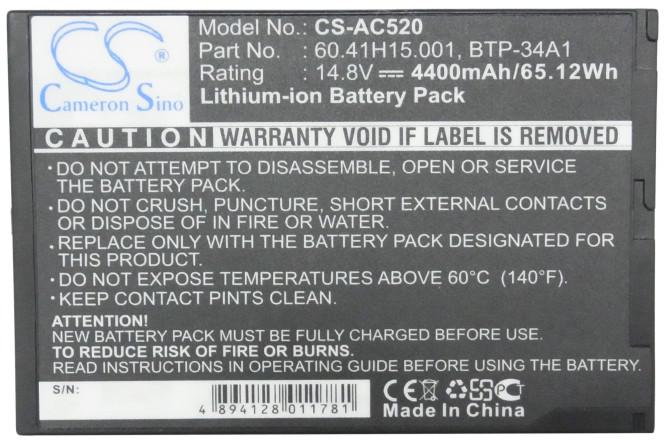 CS
Cameron Sino
Model No.: CS-AC520
Part No. : 60.41H15.001, BTP-34A1
Rating : 14.8V⎓ 4400mAh/65.12Wh
Lithium-ion Battery Pack
CAUTION WARRANTY VOID IF LABEL IS REMOVED
• DO NOT ATTEMPT TO DISASSEMBLE, OPEN OR SERVICE
THE BATTERY PACK.
• DO NOT CRUSH, PUNCTURE, SHORT EXTERNAL CONTACTS
OR DISPOSE OF IN FIRE OR WATER.
• REPLACE ONLY WITH THE BATTERY PACK DESIGNATED FOR
THIS PRODUCT.
• DO NOT EXPOSE TEMPERATURES ABOVE 60°C (140°F).
• KEEP CONTACT PINTS CLEAN.
ATTENTION!
NEW BATTERY PACK MUST BE FULLY CHARGED BEFORE USE.
TO REDUCE RISK OF FIRE OR BURNS.
READ INSTRUCTIONS IN OPERATING GUIDE BEFORE USING THE BATTERY.
S/N:
4 894128 011781
CE PCT
Made In China